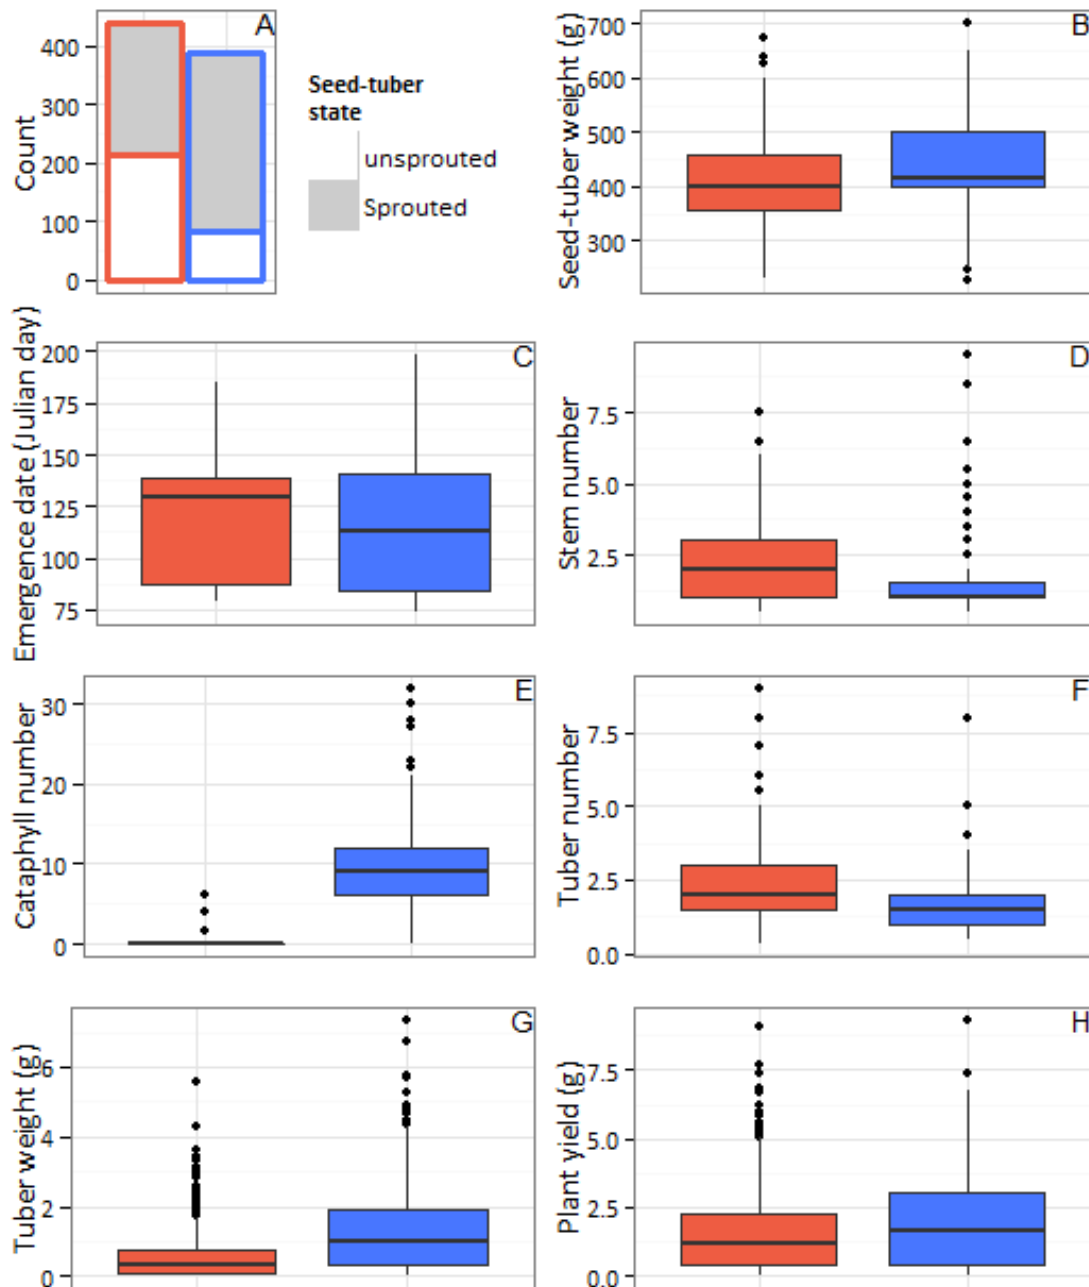 A
Count
400
300
200
100
0
Seed-tuber
state
unsprouted
Sprouted
B
Seed-tuber weight (g)
700
600
500
400
300
C
Emergence date (Julian day)
200
175
150
125
100
75
D
Stem number
7.5
5.0
2.5
E
Cataphyll number
30
20
10
0
F
Tuber number
7.5
5.0
2.5
0.0
G
Tuber weight (g)
6
4
2
0
H
Plant yield (g)
7.5
5.0
2.5
0.0